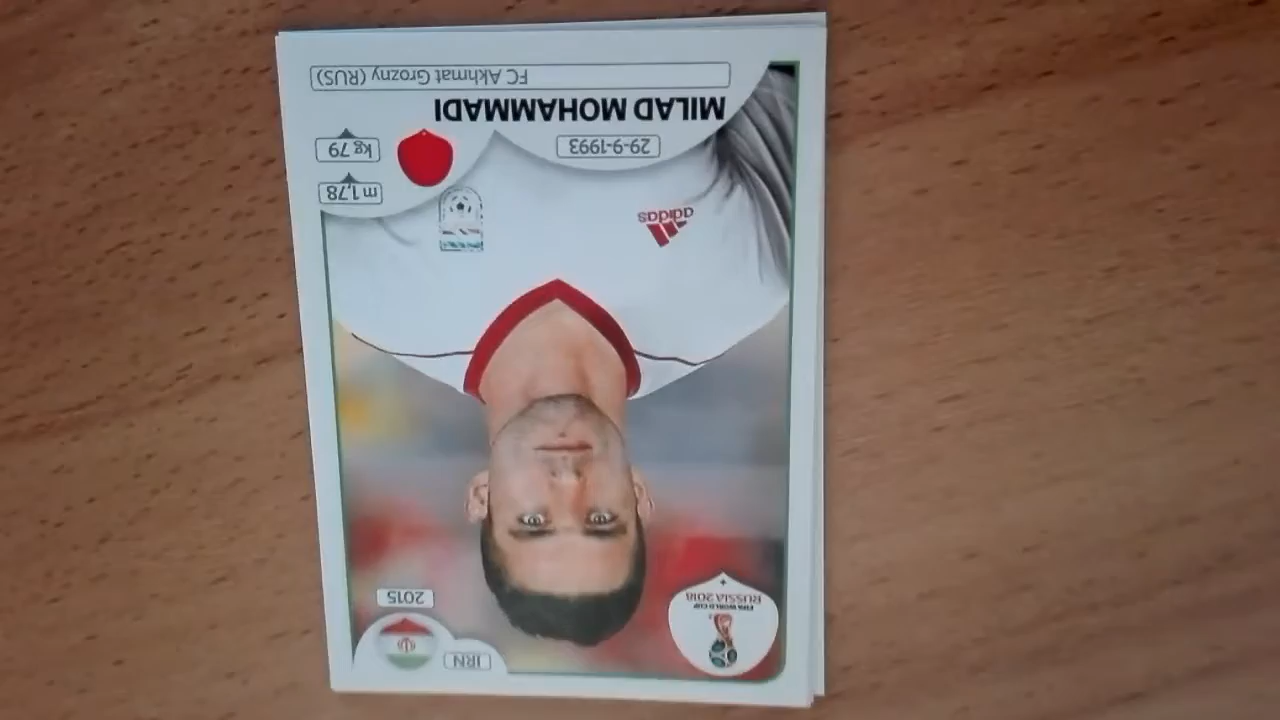 IRN
2015
FIFA WORLD CUP
RUSSIA 2018
adidas
m 1,78
kg 79
29-9-1993
MILAD MOHAMMADI
FC Akhmat Grozny (RUS)